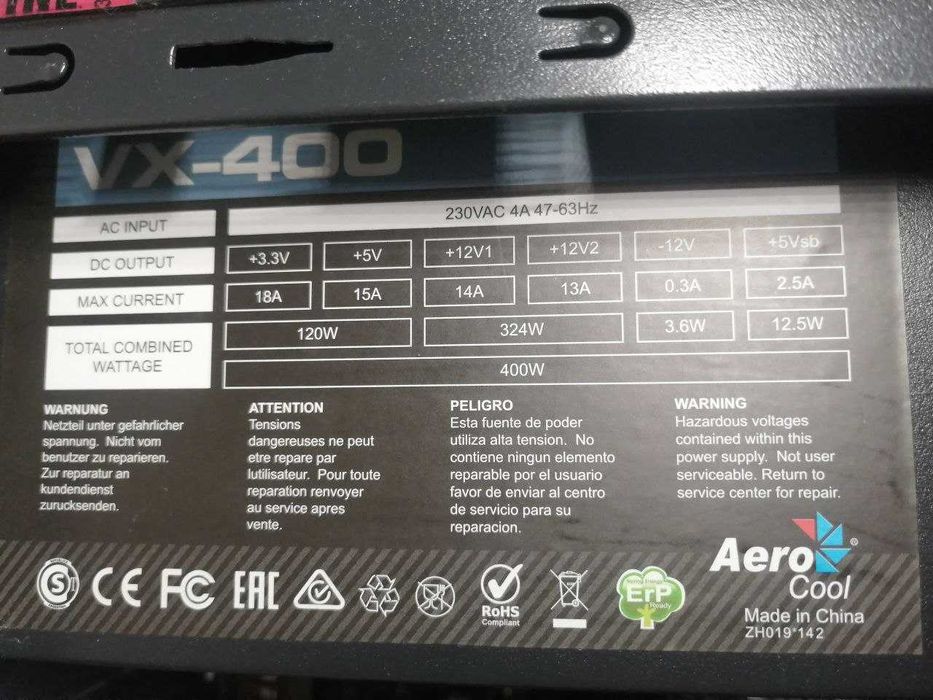 VX-400
AC INPUT 230VAC 4A 47-63Hz
DC OUTPUT +3.3V +5V +12V1 +12V2 -12V +5Vsb
MAX CURRENT 18A 15A 14A 13A 0.3A 2.5A
TOTAL COMBINED
WATTAGE
120W 324W 3.6W 12.5W
400W
WARNUNG
Netzteil unter gefahrlicher
spannung. Nicht vom
benutzer zu reparieren.
Zur reparatur an
kundendienst
zurucksenden.
ATTENTION
Tensions
dangereuses ne peut
etre repare par
lutilisateur. Pour toute
reparation renvoyer
au service apres
vente.
PELIGRO
Esta fuente de poder
utiliza alta tension. No
contiene ningun elemento
reparable por el usuario
favor de enviar al centro
de servicio para su
reparacion.
WARNING
Hazardous voltages
contained within this
power supply. Not user
serviceable. Return to
service center for repair.
S CE FC EAC
RoHS
Compliant
ErP
Ready
Aero
Cool
®
Made in China
ZH019*142